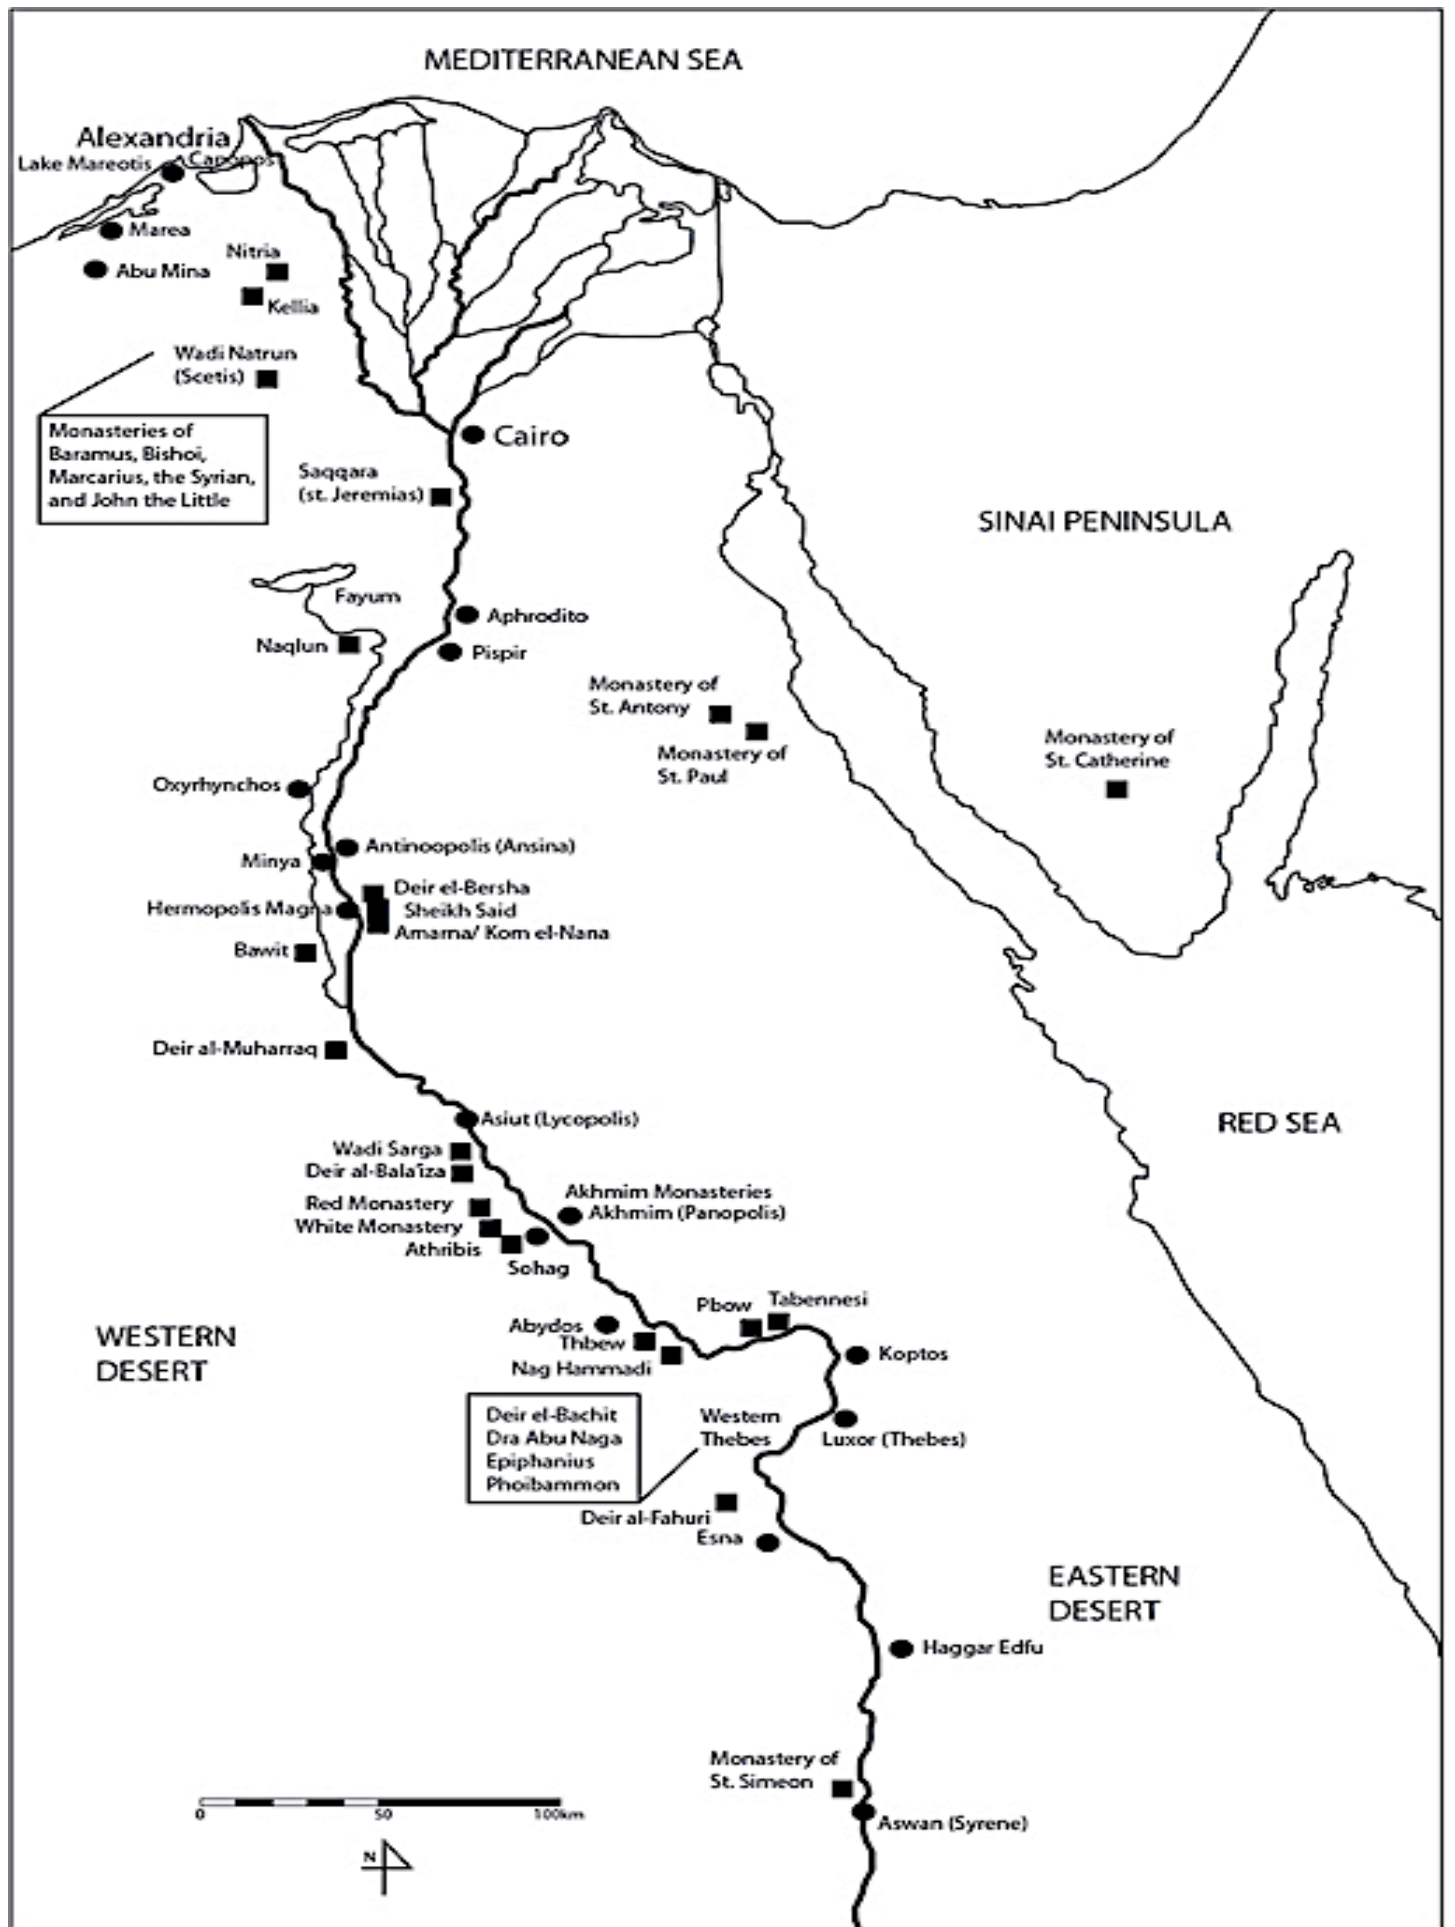 MEDITERRANEAN SEA
Alexandria
Lake Mareotis
Canopos
Marea
Abu Mina
Nitria
Kellia
Wadi Natrun
(Scetis)
Monasteries of
Baramus, Bishoi,
Marcarius, the Syrian,
and John the Little
Cairo
Saqqara
(st. Jeremias)
SINAI PENINSULA
Fayum
Aphrodito
Naqlun
Pispir
Monastery of
St. Antony
Monastery of
St. Paul
Monastery of
St. Catherine
Oxyrhynchos
Antinoopolis (Ansina)
Minya
Deir el-Bersha
Hermopolis Magna
Sheikh Said
Amarna/ Kom el-Nana
Bawit
Deir al-Muharraq
Asiut (Lycopolis)
RED SEA
Wadi Sarga
Deir al-Bala'iza
Red Monastery
White Monastery
Athribis
Akhmim Monasteries
Akhmim (Panopolis)
Sohag
Pbow
Tabennesi
Abydos
Thbew
Nag Hammadi
Koptos
WESTERN
DESERT
Deir el-Bachit
Dra Abu Naga
Epiphanius
Phoibammon
Western
Thebes
Luxor (Thebes)
Deir al-Fahuri
Esna
EASTERN
DESERT
Haggar Edfu
Monastery of
St. Simeon
Aswan (Syrene)
0 50 100km
N